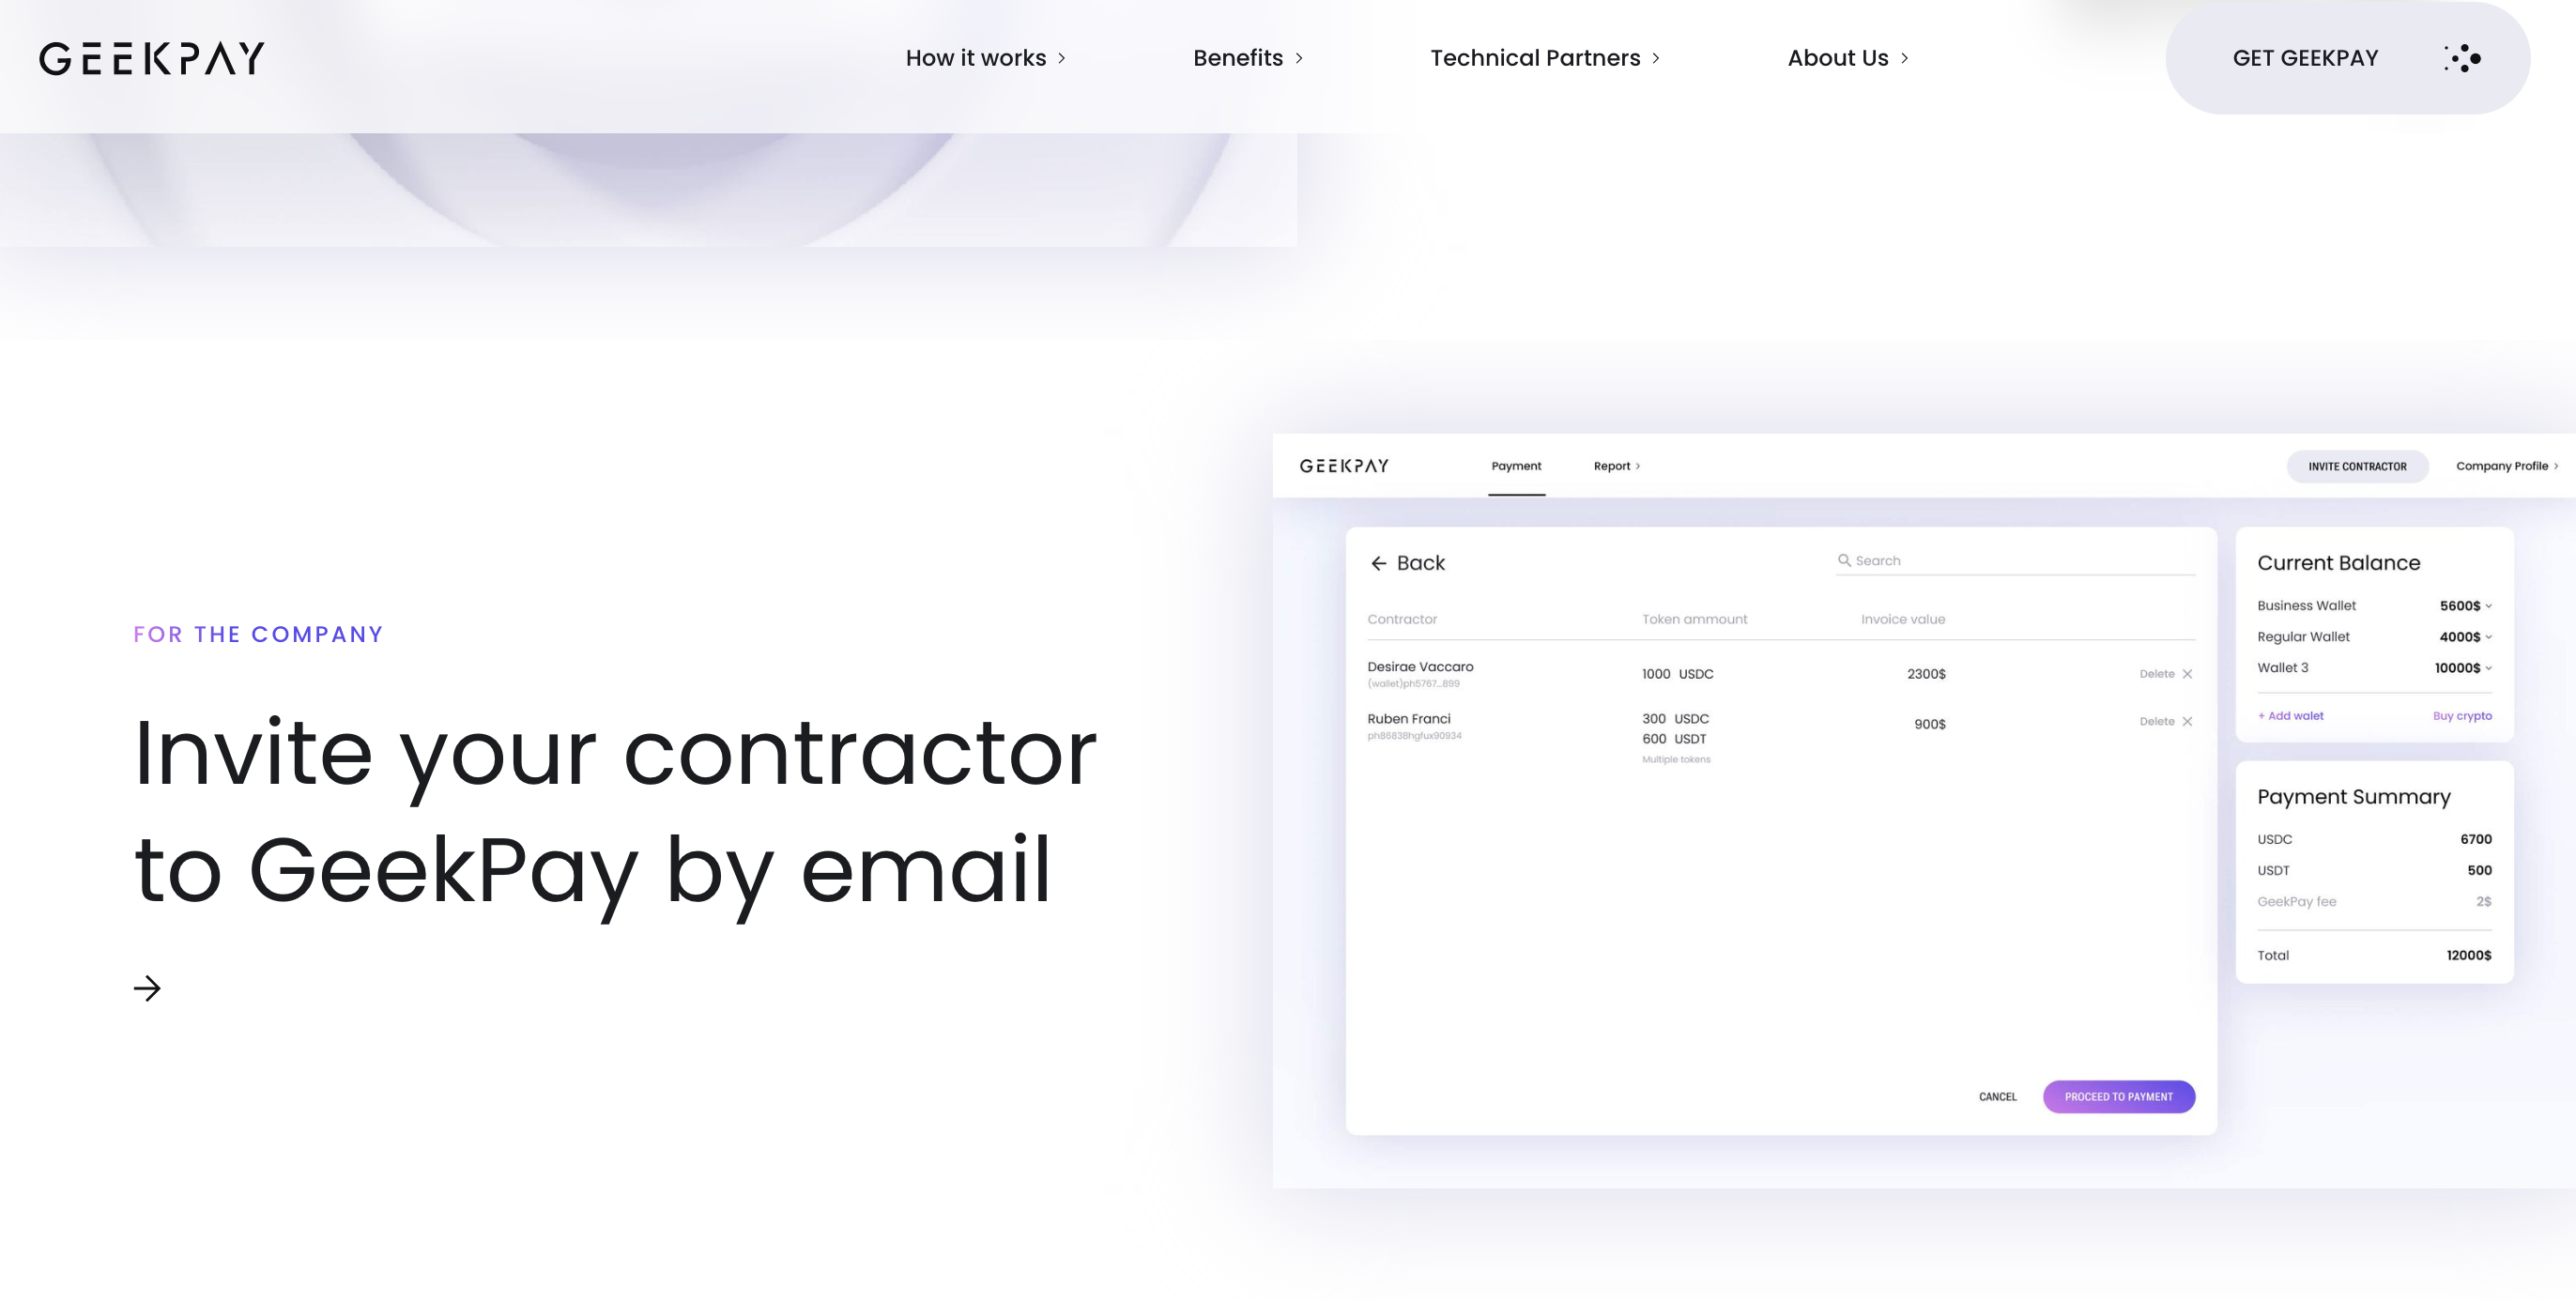 GEEKPAY
How it works
Benefits
Technical Partners
About Us
GET GEEKPAY
FOR THE COMPANY
Invite your contractor
to GeekPay by email
GEEKPAY
Payment
Report
INVITE CONTRACTOR
Company Profile
Back
Search
Contractor Token ammount Invoice value
Desirae Vaccaro
(wallet)ph5767...899
1000 USDC
2300$
Delete
Ruben Franci
ph86838hgfux90934
300 USDC
600 USDT
Multiple tokens
900$
Delete
CANCEL
PROCEED TO PAYMENT
Current Balance
Business Wallet 5600$
Regular Wallet 4000$
Wallet 3 10000$
+ Add walet
Buy crypto
Payment Summary
USDC 6700
USDT 500
GeekPay fee 2$
Total 12000$